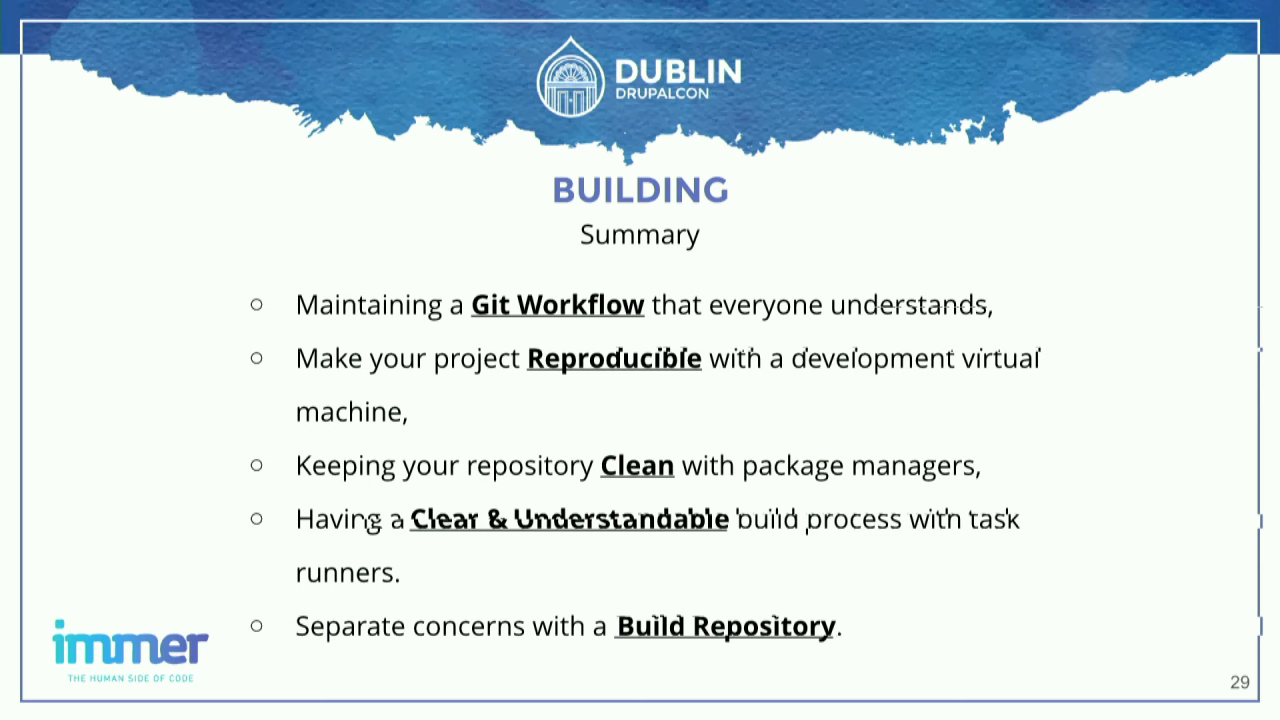 DUBLIN
DRUPALCON
BUILDING
Summary
○ Maintaining a Git Workflow that everyone understands,
○ Make your project Reproducible with a development virtual
machine,
○ Keeping your repository Clean with package managers,
○ Having a Clear & Understandable build process with task
runners.
○ Separate concerns with a Build Repository.
immer
THE HUMAN SIDE OF CODE
29